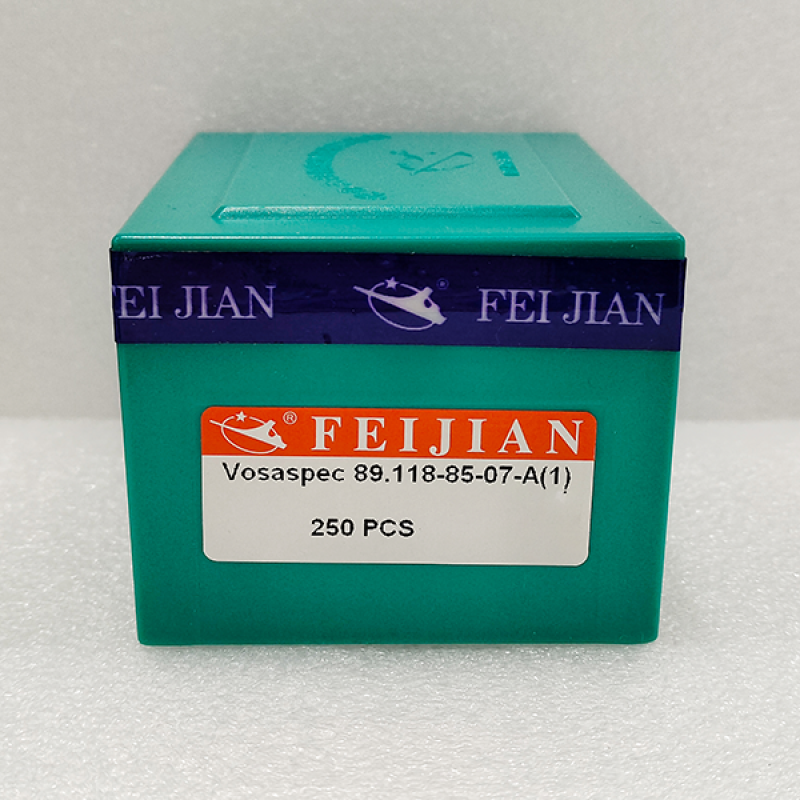 FEI JIAN ® FEI JIAN
® FEIJIAN
Vosaspec 89.118-85-07-A(1)
250 PCS